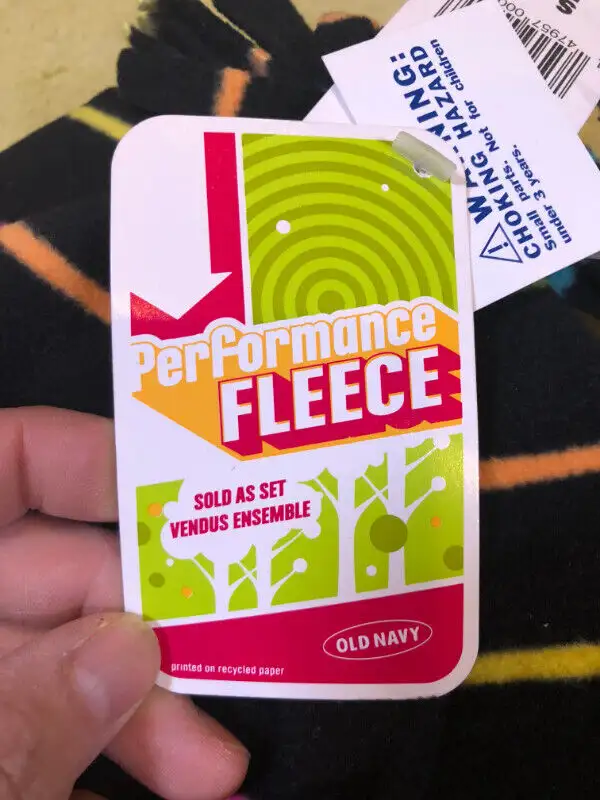 Performance
FLEECE
SOLD AS SET
VENDUS ENSEMBLE
OLD NAVY
printed on recycled paper
CHOKING HAZARD
Small parts. Not for children
under 3 years.